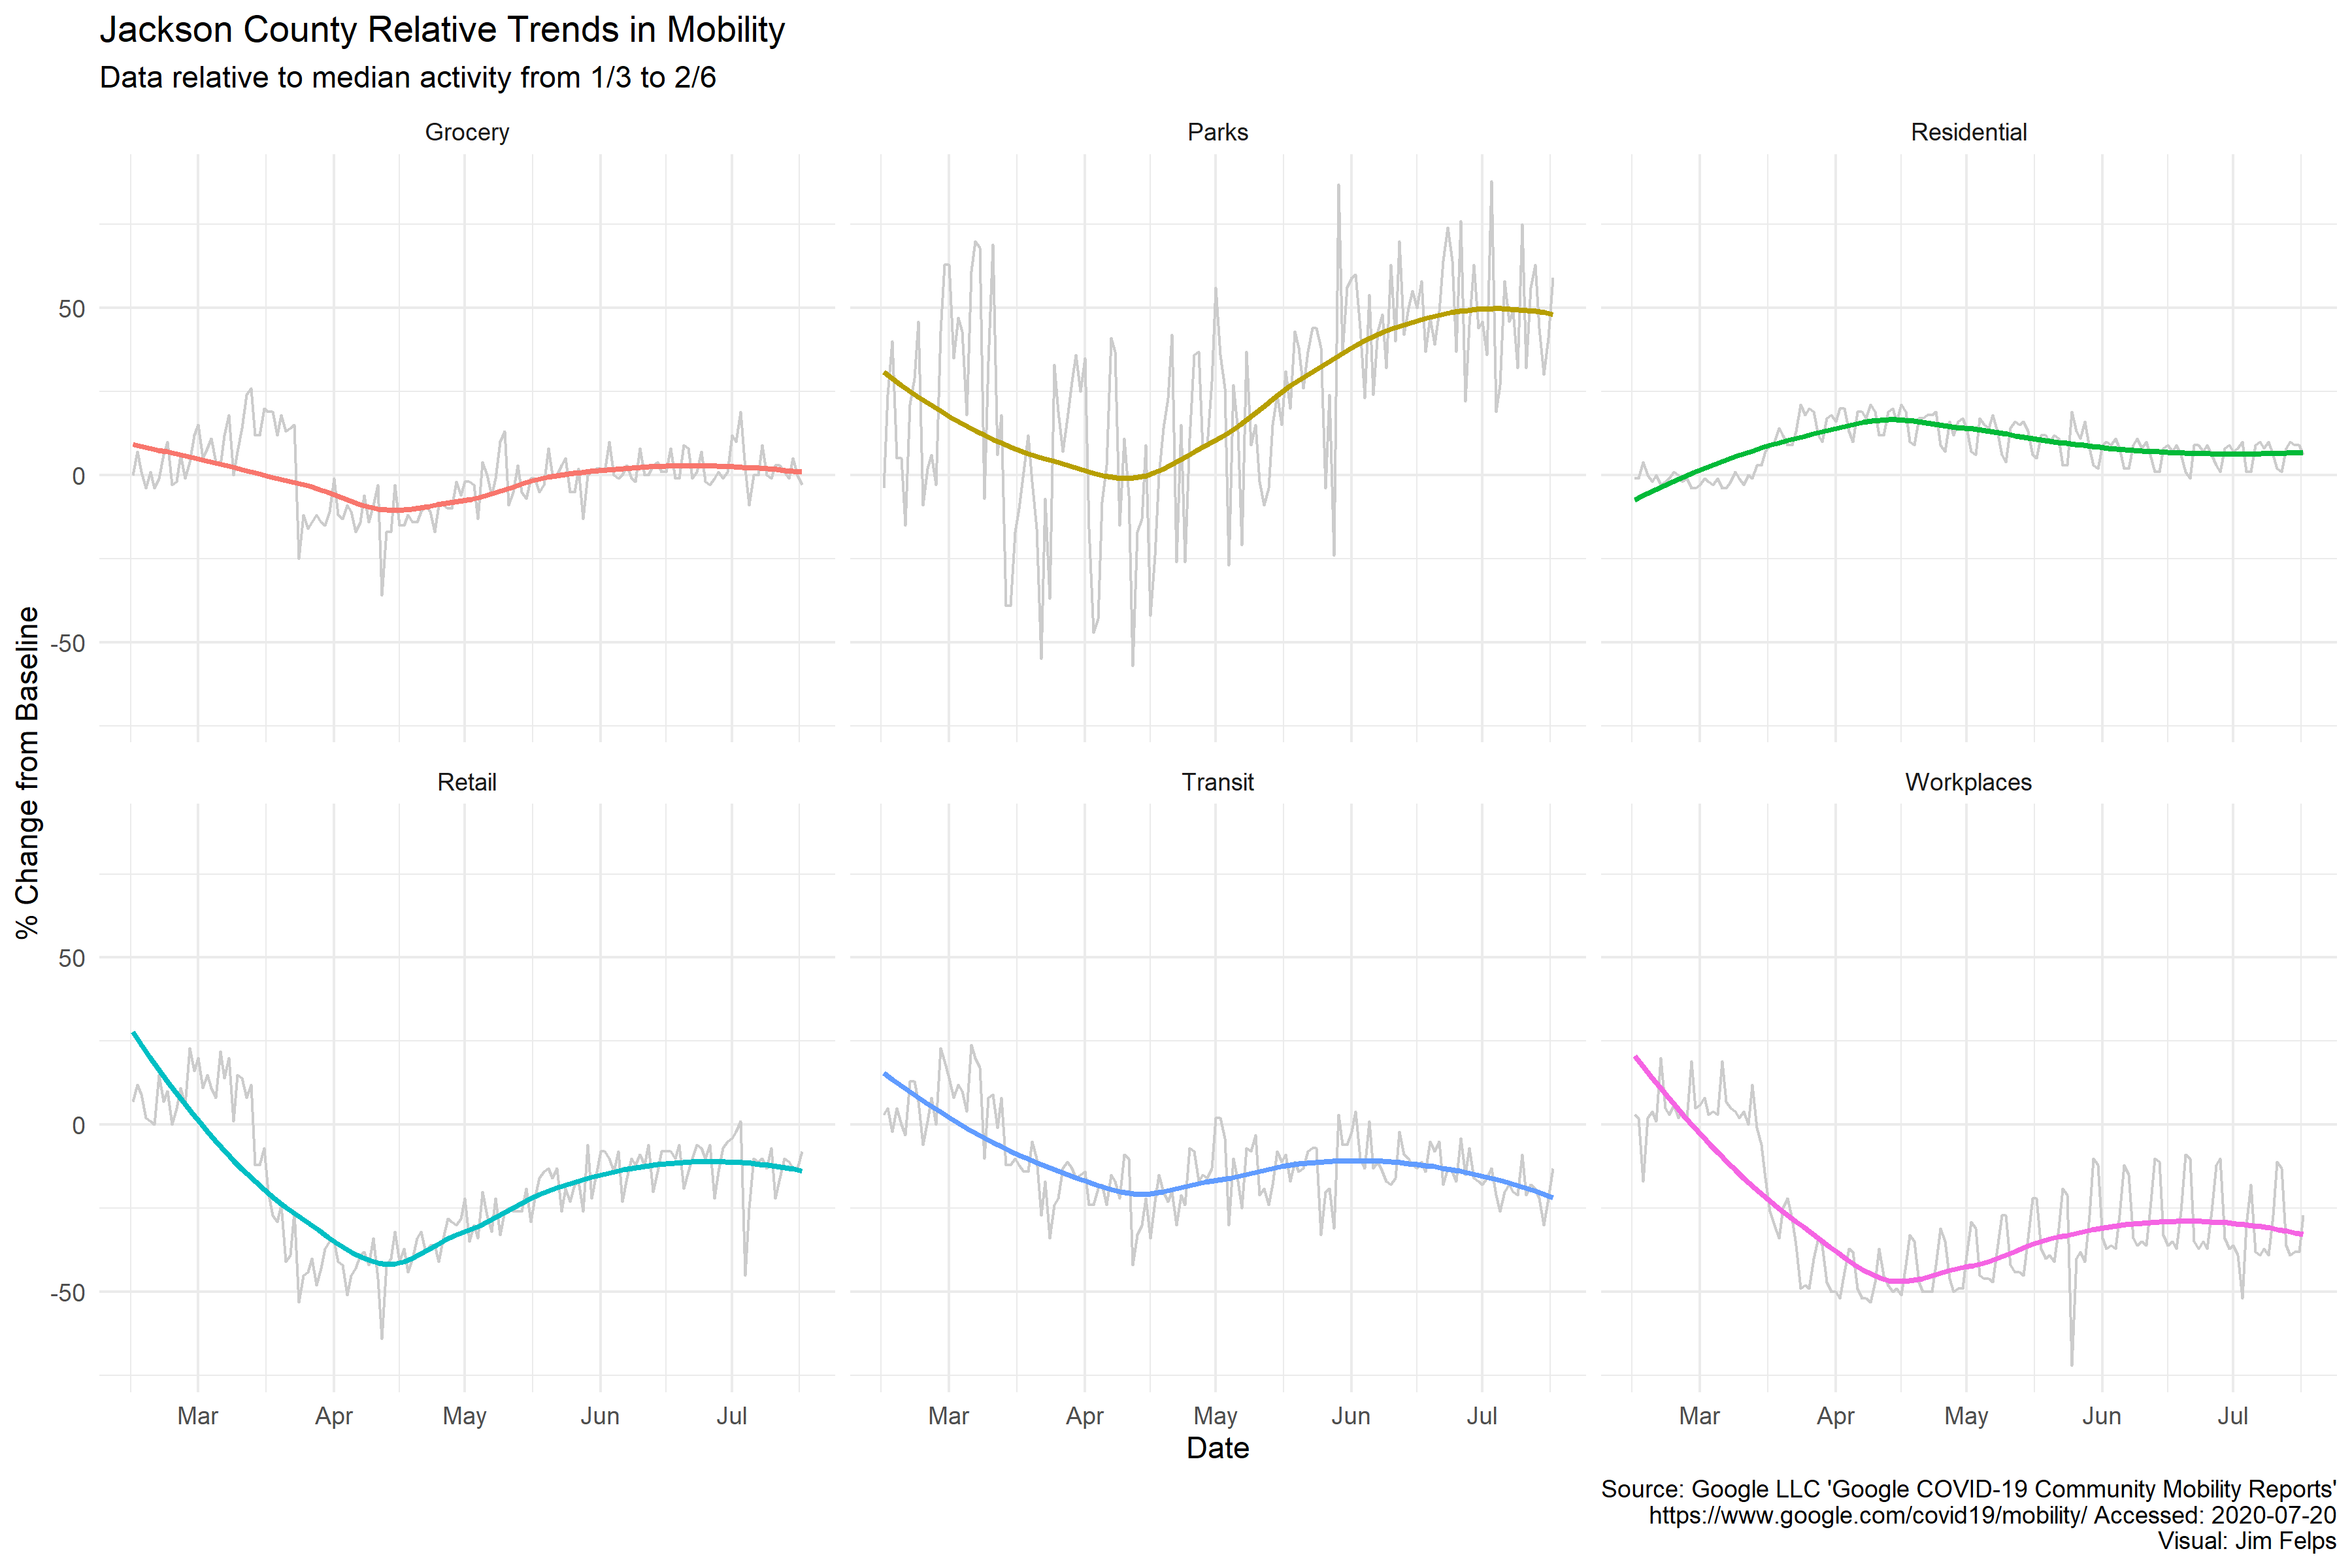 Jackson County Relative Trends in Mobility
Data relative to median activity from 1/3 to 2/6
Grocery
Parks
Residential
50
0
-50
% Change from Baseline
Retail
Transit
Workplaces
50
0
-50
Mar Apr May Jun Jul
Mar Apr May Jun Jul
Mar Apr May Jun Jul
Date
Source: Google LLC 'Google COVID-19 Community Mobility Reports'
https://www.google.com/covid19/mobility/ Accessed: 2020-07-20
Visual: Jim Felps